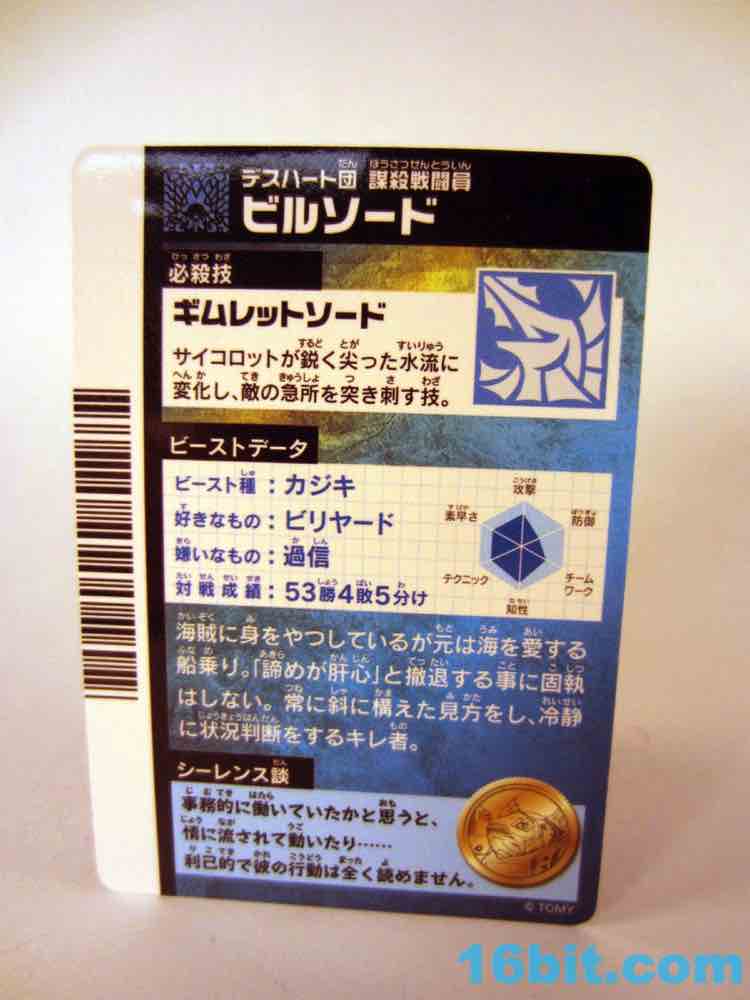 デスハート団 謀殺戦闘員
ビルソード
必殺技
ギムレットソード
サイコロットが鋭く尖った水流に
変化し、敵の急所を突き刺す技。
ビーストデータ
ビースト種：カジキ
好きなもの：ビリヤード
嫌いなもの：過信
対戦成績：53勝4敗5分け
攻撃
素早さ
防御
テクニック
チーム
ワーク
知性
海賊に身をやつしているが元は海を愛する
船乗り。「諦めが肝心」と撤退する事に固執
はしない。常に斜に構えた見方をし、冷静
に状況判断をするキレ者。
シーレンス談
事務的に働いていたかと思うと、
情に流されて動いたり……
利己的で彼の行動は全く読めません。
© TOMY
16bit.com